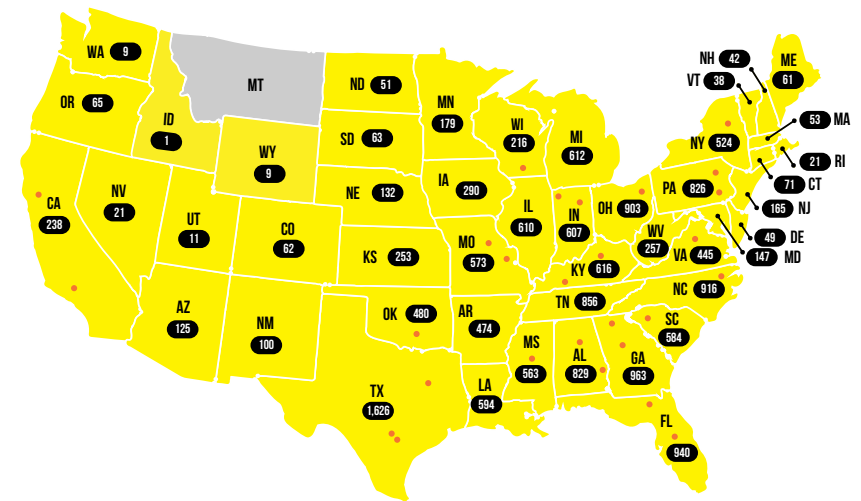 WA 9
OR 65
ID
1
MT
WY
9
ND 51
SD 63
NE 132
KS 253
MN
179
IA 290
WI
216
MI
612
IL
610
IN
607
OH 903
MO
573
KY 616
WV
257
VA 445
PA 826
NY 524
VT 38
NH 42
ME
61
53 MA
21 RI
71 CT
165 NJ
49 DE
147 MD
CA
238
NV
21
UT
11
CO
62
AZ
125
NM
100
OK 480
AR
474
TX
1,626
LA
594
MS
563
AL
829
GA
963
TN 856
NC 916
SC
584
FL
940